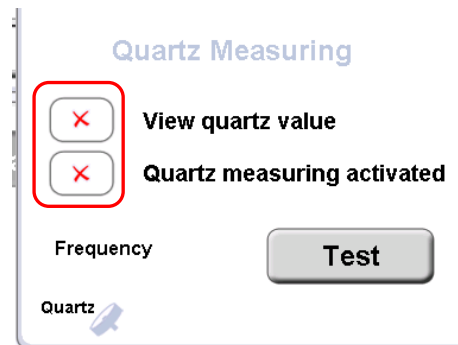 Quartz Measuring
View quartz value
Quartz measuring activated
Frequency
Test
Quartz